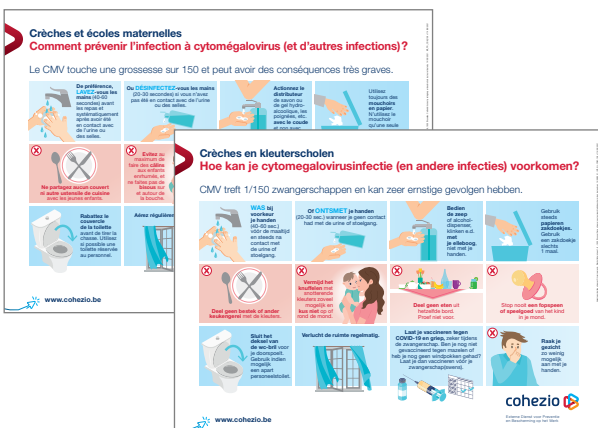 Crèches et écoles maternelles
Comment prévenir l'infection à cytomégalovirus (et d'autres infections)?
Le CMV touche une grossesse sur 150 et peut avoir des conséquences très graves.
De préférence,
LAVEZ-vous les
mains (40-60
secondes) avant
les repas et
systématiquement
après avoir été
en contact avec
de l'urine ou
des selles.
Ou DÉSINFECTEZ-vous les mains
(20-30 secondes) si vous n'avez
pas été en contact avec de l'urine
ou des selles.
Actionnez le
distributeur
de savon ou
de gel hydro-
alcoolique, les
poignées, etc.
avec le coude
Utilisez
toujours des
mouchoirs
en papier.
N'utilisez le
mouchoir
qu'une seule
Ne partagez aucun couvert
ni autre ustensile de cuisine
avec les jeunes enfants.
Évitez au
maximum de
faire des câlins
aux enfants
enrhumés, et
ne faites pas de
bisous sur
et autour de
la bouche.
Rabattez le
couvercle
de la toilette
avant de tirer la
chasse. Utilisez
si possible une
toilette réservée
au personnel.
Aérez régulière
www.cohezio.be
Crèches en kleuterscholen
Hoe kan je cytomegalovirusinfectie (en andere infecties) voorkomen?
CMV treft 1/150 zwangerschappen en kan zeer ernstige gevolgen hebben.
WAS bij
voorkeur
je handen
(40-60 sec.)
vóór de maaltijd
en steeds na
contact met
de urine of
stoelgang.
Of ONTSMET je handen
(20-30 sec.) wanneer je geen contact
had met de urine of stoelgang.
Bedien
de zeep
of alcohol-
dispenser,
klinken e.d.
met
je elleboog,
niet met je
handen.
Gebruik
steeds
papieren
zakdoekjes.
Gebruik
een zakdoekje
slechts
1 maal.
Deel geen bestek of ander
keukengerei met de kleuters.
Vermijd het
knuffelen met
snotterende
kleuters zoveel
mogelijk en
kus niet op of
rond de mond.
Deel geen eten uit
hetzelfde bord.
Proef niet voor.
Stop nooit een fopspeen
of speelgoed van het kind
in je mond.
Sluit het
deksel van
de wc-bril voor
je doorspoelt.
Gebruik indien
mogelijk
een apart
personeelstoilet.
Verlucht de ruimte regelmatig.
Laat je vaccineren tegen
COVID-19 en griep, zeker tijdens
de zwangerschap. Ben je nog niet
gevaccineerd tegen mazelen of
heb je nog geen windpokken gehad?
Laat je dan vaccineren vóór je
zwangerschap(swens).
Raak je
gezicht
zo weinig
mogelijk
aan met je
handen.
www.cohezio.be
cohezio
Externe Dienst voor Preventie
en Bescherming op het Werk